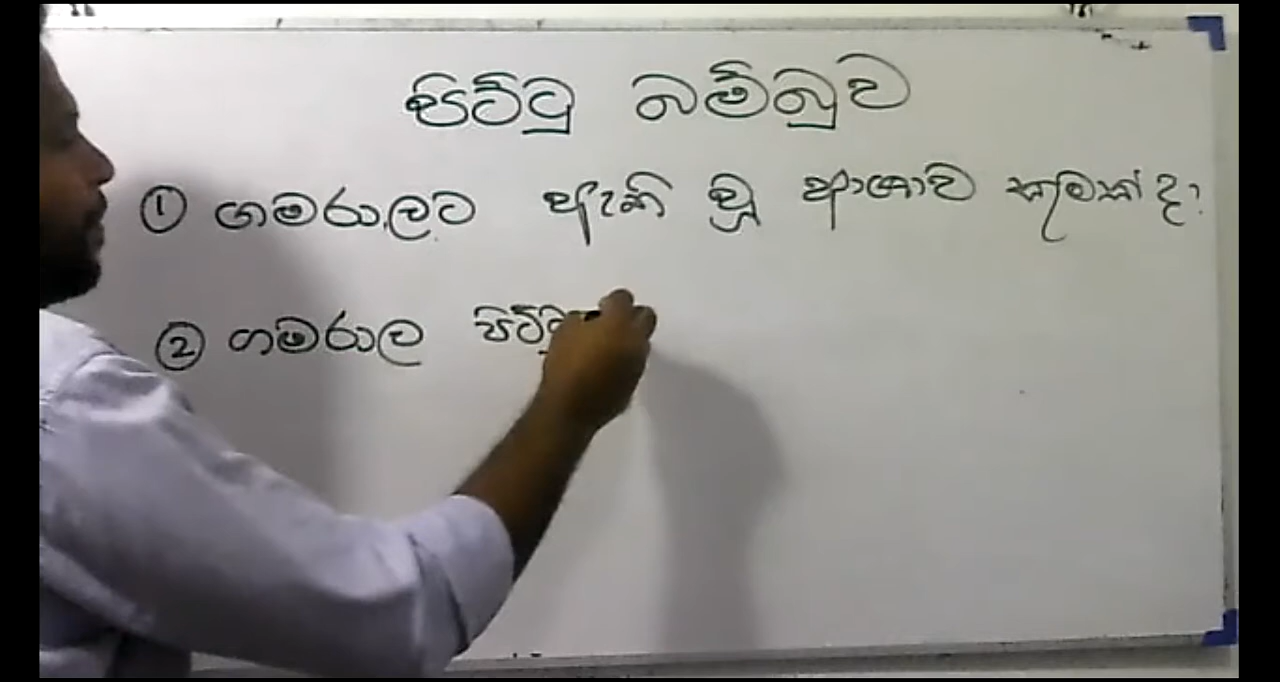 පිට්ටු බම්බුව
① ගමරාලට ඇති වූ ආශාව කුමක් ද?
② ගමරාල පිට්ටු